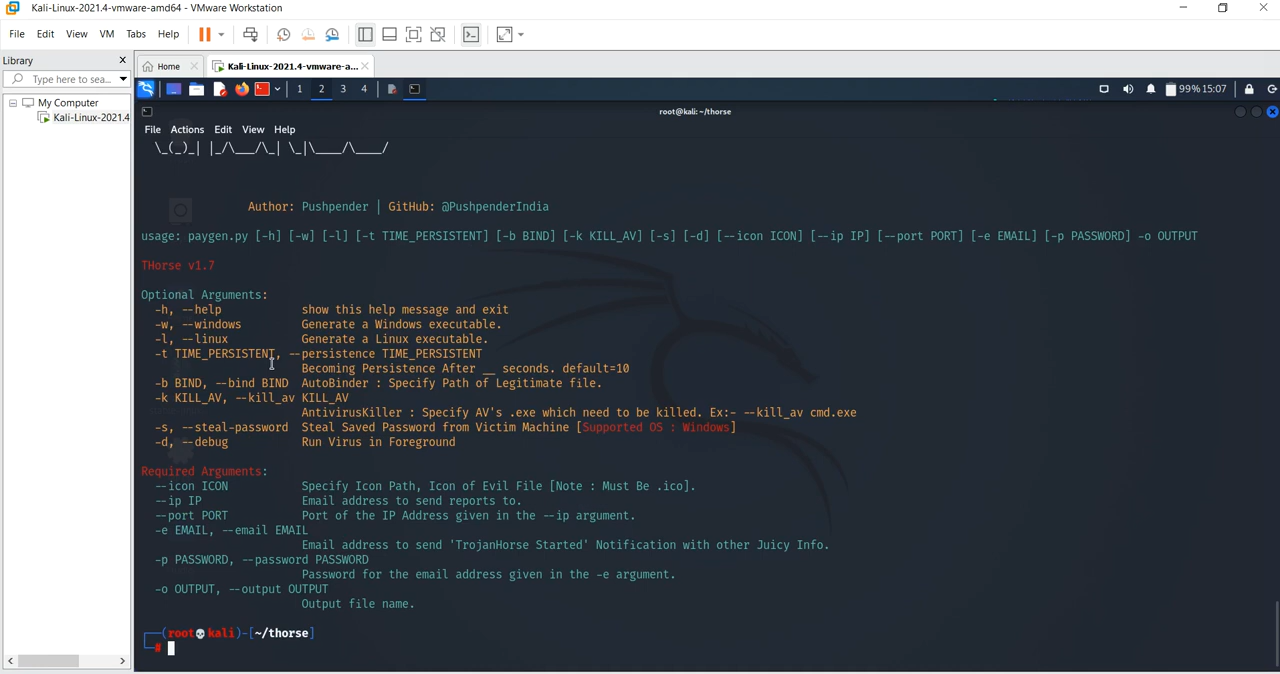 Kali-Linux-2021.4-vmware-amd64 - VMware Workstation
File Edit View VM Tabs Help
Library
Type here to sea...
My Computer
Kali-Linux-2021.4
Home
Kali-Linux-2021.4-vmware-a...
1 2 3 4
99% 15:07
root@kali: ~/thorse
File Actions Edit View Help
\_(_)_| |_/\___/\_| \_|\____/\____/
Author: Pushpender | GitHub: @PushpenderIndia
usage: paygen.py [-h] [-w] [-l] [-t TIME_PERSISTENT] [-b BIND] [-k KILL_AV] [-s] [-d] [--icon ICON] [--ip IP] [--port PORT] [-e EMAIL] [-p PASSWORD] -o OUTPUT
THorse v1.7
Optional Arguments:
-h, --help show this help message and exit
-w, --windows Generate a Windows executable.
-l, --linux Generate a Linux executable.
-t TIME_PERSISTENT, --persistence TIME_PERSISTENT
Becoming Persistence After __ seconds. default=10
-b BIND, --bind BIND AutoBinder : Specify Path of Legitimate file.
-k KILL_AV, --kill_av KILL_AV
AntivirusKiller : Specify AV's .exe which need to be killed. Ex:- --kill_av cmd.exe
-s, --steal-password Steal Saved Password from Victim Machine [Supported OS : Windows]
-d, --debug Run Virus in Foreground
Required Arguments:
--icon ICON Specify Icon Path, Icon of Evil File [Note : Must Be .ico].
--ip IP Email address to send reports to.
--port PORT Port of the IP Address given in the --ip argument.
-e EMAIL, --email EMAIL
Email address to send 'TrojanHorse Started' Notification with other Juicy Info.
-p PASSWORD, --password PASSWORD
Password for the email address given in the -e argument.
-o OUTPUT, --output OUTPUT
Output file name.
┌──(root💀kali)-[~/thorse]
└─#